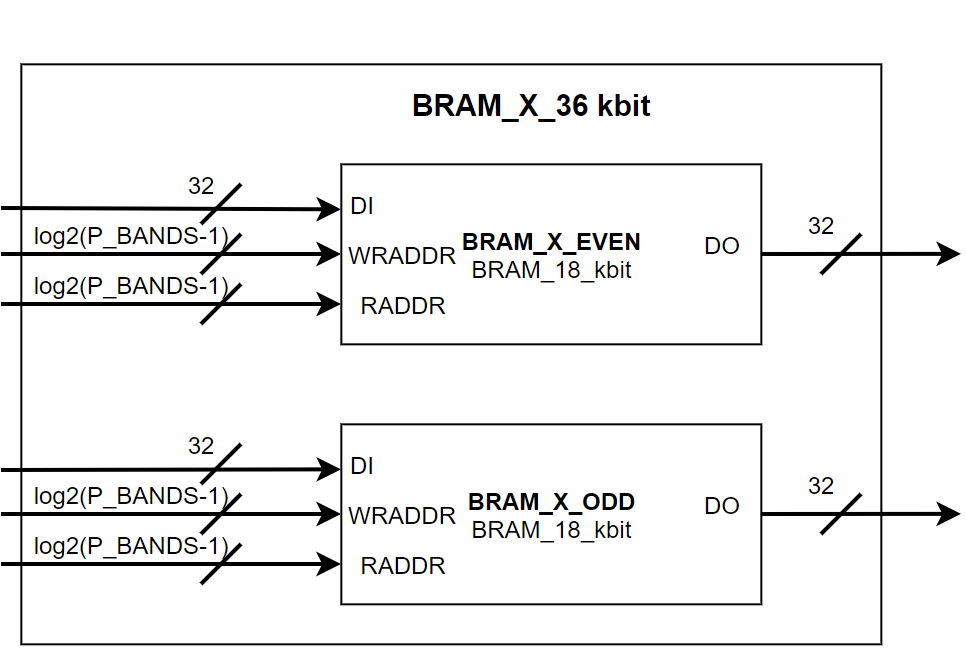 BRAM_X_36 kbit
32
DI
log2(P_BANDS-1)
WRADDR
BRAM_X_EVEN
BRAM_18_kbit
DO
32
log2(P_BANDS-1)
RADDR
32
DI
log2(P_BANDS-1)
WRADDR
BRAM_X_ODD
BRAM_18_kbit
DO
32
log2(P_BANDS-1)
RADDR